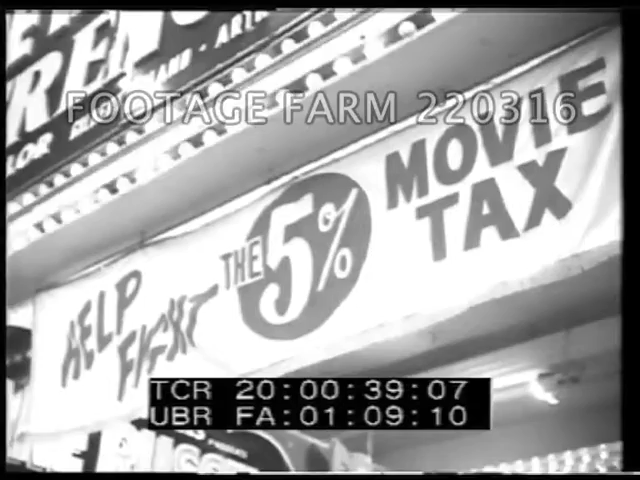 FOOTAGE FARM 220316
HELP FIGHT THE 5% MOVIE TAX
TCR 20:00:39:07
UBR FA:01:09:10